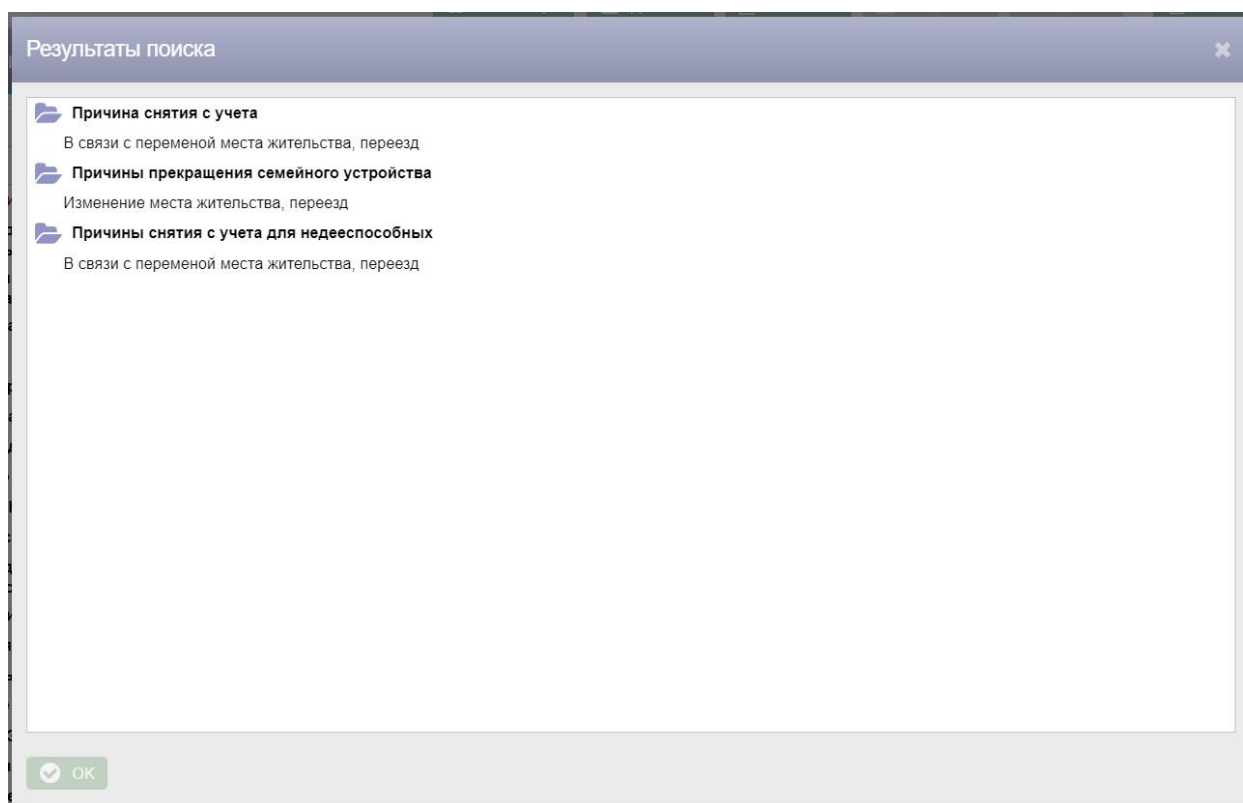 Результаты поиска
Причина снятия с учета
В связи с переменой места жительства, переезд
Причины прекращения семейного устройства
Изменение места жительства, переезд
Причины снятия с учета для недееспособных
В связи с переменой места жительства, переезд
ОК